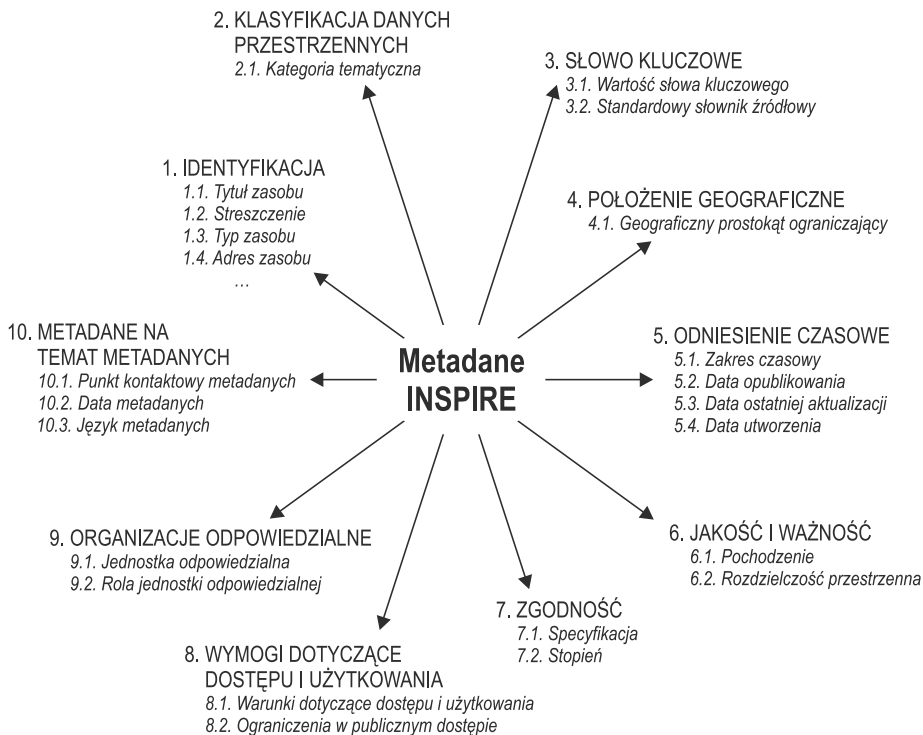 2. KLASYFIKACJA DANYCH
PRZESTRZENNYCH
2.1. Kategoria tematyczna
3. SŁOWO KLUCZOWE
3.1. Wartość słowa kluczowego
3.2. Standardowy słownik źródłowy
1. IDENTYFIKACJA
1.1. Tytuł zasobu
1.2. Streszczenie
1.3. Typ zasobu
1.4. Adres zasobu
...
4. POŁOŻENIE GEOGRAFICZNE
4.1. Geograficzny prostokąt ograniczający
10. METADANE NA
TEMAT METADANYCH
10.1. Punkt kontaktowy metadanych
10.2. Data metadanych
10.3. Język metadanych
Metadane
INSPIRE
5. ODNIESIENIE CZASOWE
5.1. Zakres czasowy
5.2. Data opublikowania
5.3. Data ostatniej aktualizacji
5.4. Data utworzenia
9. ORGANIZACJE ODPOWIEDZIALNE
9.1. Jednostka odpowiedzialna
9.2. Rola jednostki odpowiedzialnej
6. JAKOŚĆ I WAŻNOŚĆ
6.1. Pochodzenie
6.2. Rozdzielczość przestrzenna
7. ZGODNOŚĆ
7.1. Specyfikacja
7.2. Stopień
8. WYMOGI DOTYCZĄCE
DOSTĘPU I UŻYTKOWANIA
8.1. Warunki dotyczące dostępu i użytkowania
8.2. Ograniczenia w publicznym dostępie